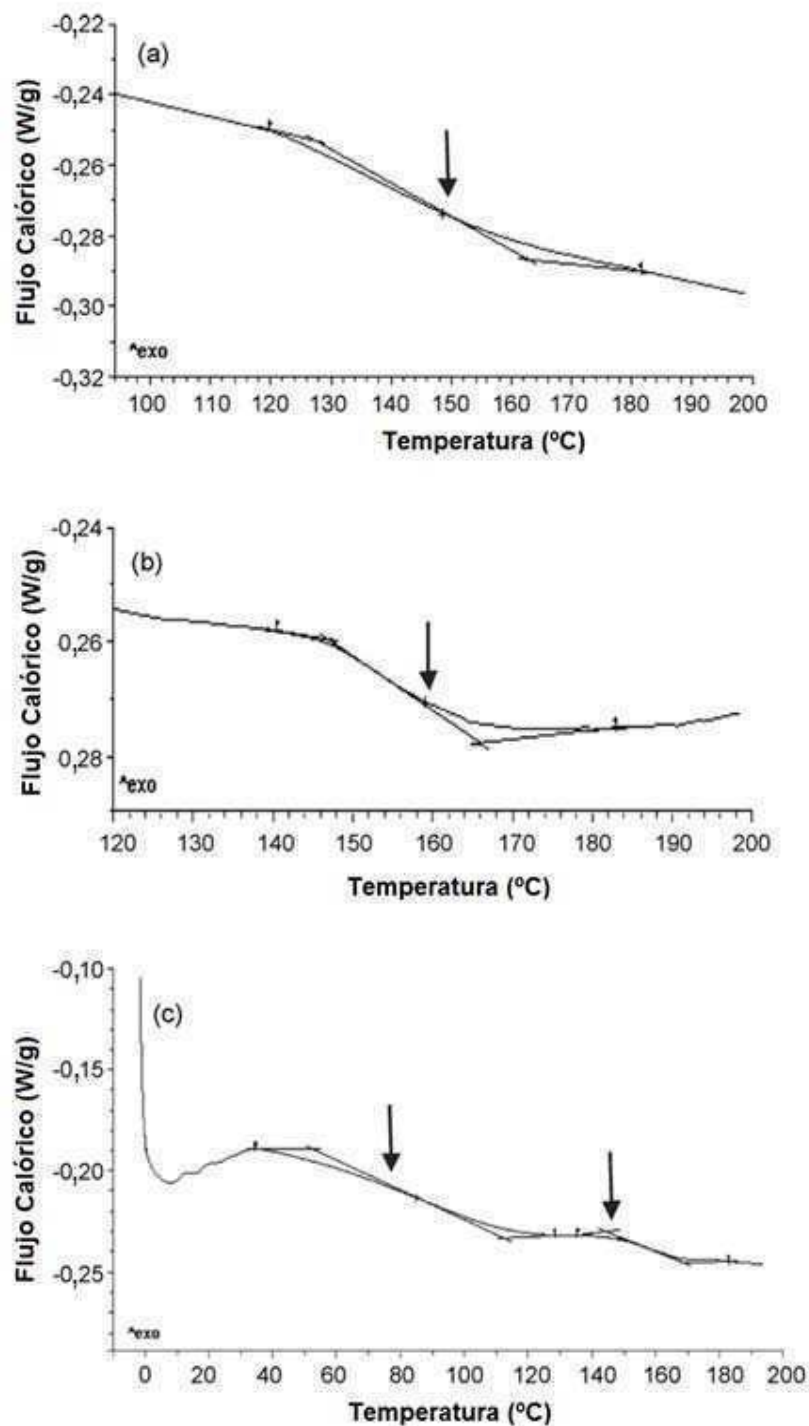 -0,22
(a)
-0,24
-0,26
-0,28
-0,30
-0,32
Flujo Calórico (W/g)
^exo
100 110 120 130 140 150 160 170 180 190 200
Temperatura (ºC)
-0,24
(b)
0,26
0,28
Flujo Calórico (W/g)
^exo
120 130 140 150 160 170 180 190 200
Temperatura (ºC)
-0,10
(c)
-0,15
-0,20
-0,25
Flujo Calórico (W/g)
^exo
0 20 40 60 80 100 120 140 160 180 200
Temperatura (ºC)